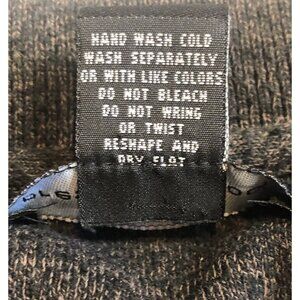 HAND WASH COLD
WASH SEPARATELY
OR WITH LIKE COLORS
DO NOT BLEACH
DO NOT WRING
OR TWIST
RESHAPE AND
DRY FLAT